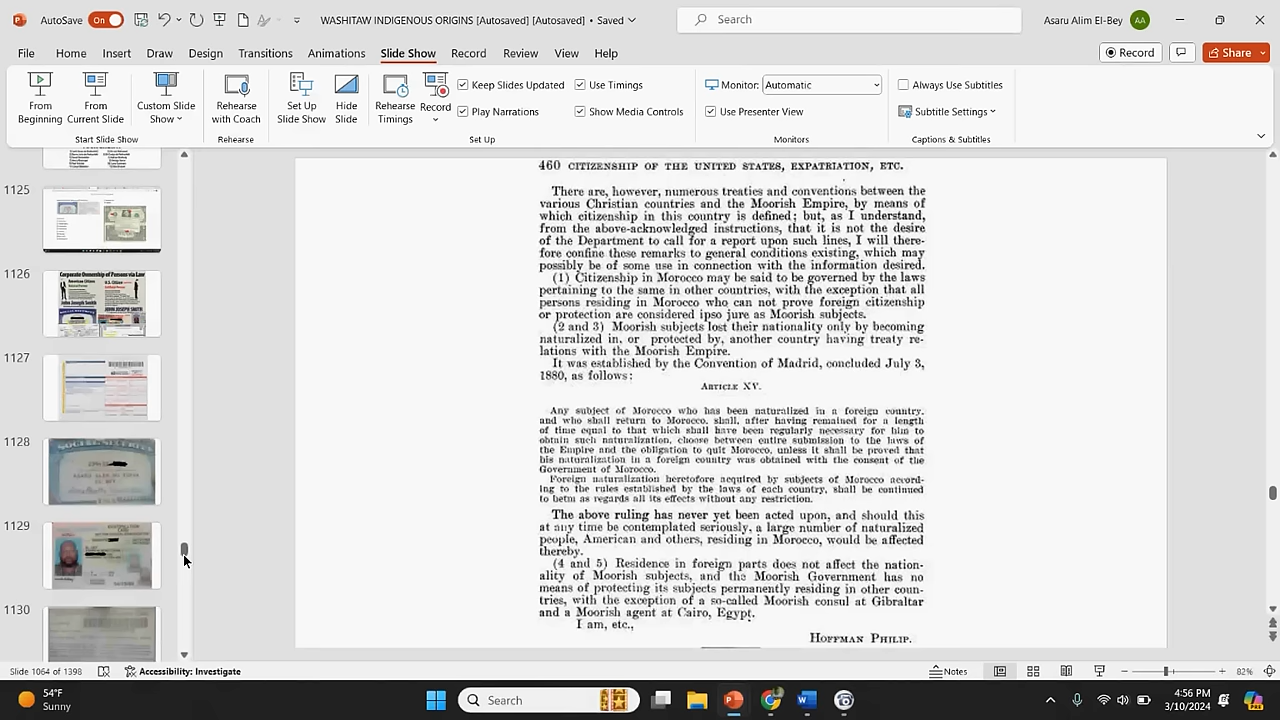 AutoSave On WASHITAW INDIGENOUS ORIGINS [Autosaved] [Autosaved] • Saved Search Asaru Alim El-Bey AA
File Home Insert Draw Design Transitions Animations Slide Show Record Review View Help Record Share
From Beginning
From Current Slide
Custom Slide Show
Rehearse with Coach
Set Up Slide Show
Hide Slide
Rehearse Timings
Record
Keep Slides Updated
Play Narrations
Use Timings
Show Media Controls
Monitor: Automatic
Use Presenter View
Always Use Subtitles
Subtitle Settings
Start Slide Show Rehearse Set Up Monitors Captions & Subtitles
1125
1126
Corporate Ownership of Persons via Law
1127
1128
SOCIAL SECURITY
1129
1130
460 CITIZENSHIP OF THE UNITED STATES, EXPATRIATION, ETC.
There are, however, numerous treaties and conventions between the
various Christian countries and the Moorish Empire, by means of
which citizenship in this country is defined; but, as I understand,
from the above-acknowledged instructions, that it is not the desire
of the Department to call for a report upon such lines, I will there-
fore confine these remarks to general conditions existing, which may
possibly be of some use in connection with the information desired.
(1) Citizenship in Morocco may be said to be governed by the laws
pertaining to the same in other countries, with the exception that all
persons residing in Morocco who can not prove foreign citizenship
or protection are considered ipso jure as Moorish subjects.
(2 and 3) Moorish subjects lost their nationality only by becoming
naturalized in, or protected by, another country having treaty re-
lations with the Moorish Empire.
It was established by the Convention of Madrid, concluded July 3,
1880, as follows:
ARTICLE XV.
Any subject of Morocco who has been naturalized in a foreign country,
and who shall return to Morocco, shall, after having remained for a length
of time equal to that which shall have been regularly necessary for him to
obtain such naturalization, choose between entire submission to the laws of
the Empire and the obligation to quit Morocco, unless it shall be proved that
his naturalization in a foreign country was obtained with the consent of the
Government of Morocco.
Foreign naturalization heretofore acquired by subjects of Morocco accord-
ing to the rules established by the laws of each country, shall be continued
to them as regards all its effects without any restriction.
The above ruling has never yet been acted upon, and should this
at any time be contemplated seriously, a large number of naturalized
people, American and others, residing in Morocco, would be affected
thereby.
(4 and 5) Residence in foreign parts does not affect the nation-
ality of Moorish subjects, and the Moorish Government has no
means of protecting its subjects permanently residing in other coun-
tries, with the exception of a so-called Moorish consul at Gibraltar
and a Moorish agent at Cairo, Egypt.
I am, etc.,
HOFFMAN PHILIP.
Slide 1064 of 1398 Accessibility: Investigate Notes 82%
54°F
Sunny
Search
4:56 PM
3/10/2024